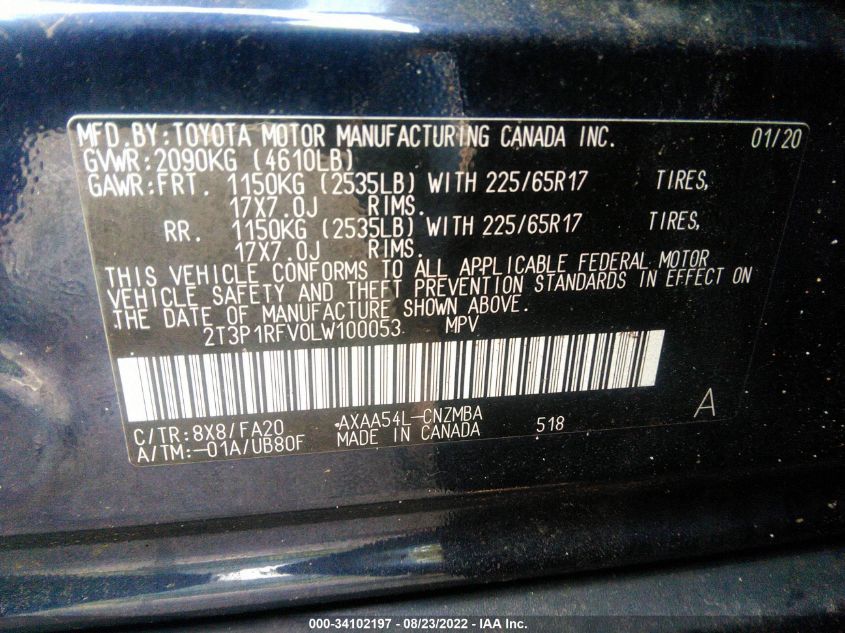 MFD.BY:TOYOTA MOTOR MANUFACTURING CANADA INC. 01/20
GVWR:2090KG (4610LB)
GAWR:FRT. 1150KG (2535LB) WITH 225/65R17 TIRES,
17X7.0J RIMS.
RR. 1150KG (2535LB) WITH 225/65R17 TIRES,
17X7.0J RIMS.
THIS VEHICLE CONFORMS TO ALL APPLICABLE FEDERAL MOTOR
VEHICLE SAFETY AND THEFT PREVENTION STANDARDS IN EFFECT ON
THE DATE OF MANUFACTURE SHOWN ABOVE.
2T3P1RFV0LW100053 MPV
C/TR:8X8/FA20 AXAA54L-CNZMBA A
A/TM:-01A/UB80F MADE IN CANADA 518
000-34102197 - 08/23/2022 - IAA Inc.